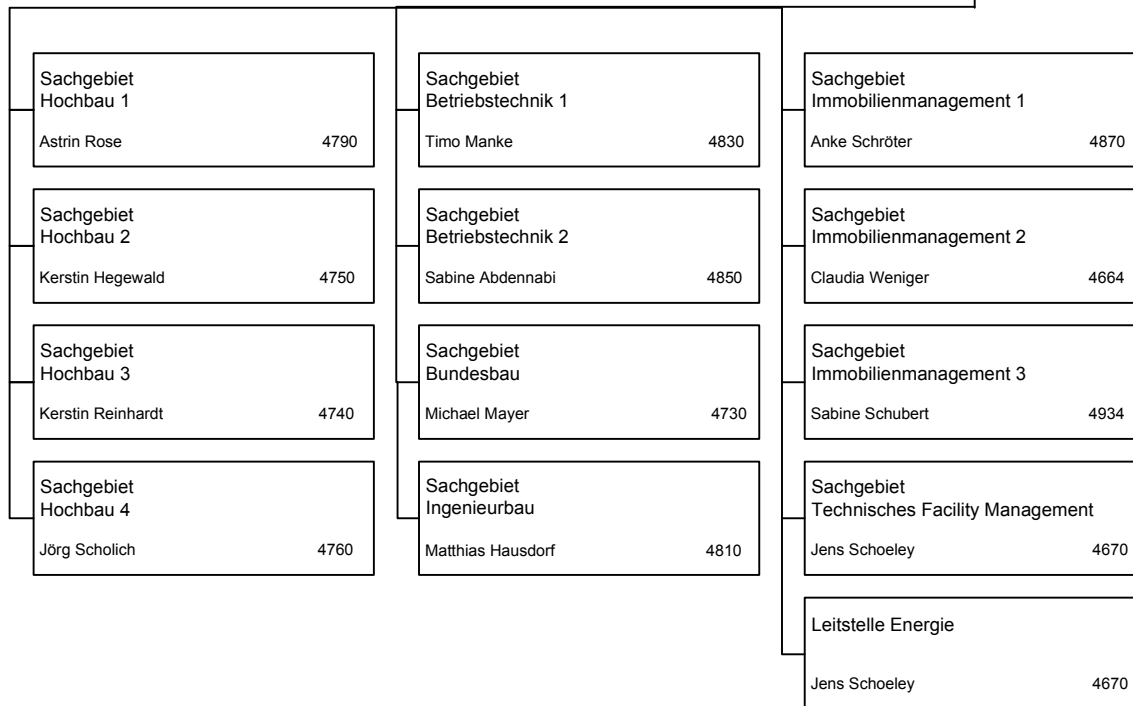 Sachgebiet
Hochbau 1
Astrin Rose 4790
Sachgebiet
Hochbau 2
Kerstin Hegewald 4750
Sachgebiet
Hochbau 3
Kerstin Reinhardt 4740
Sachgebiet
Hochbau 4
Jörg Scholich 4760
Sachgebiet
Betriebstechnik 1
Timo Manke 4830
Sachgebiet
Betriebstechnik 2
Sabine Abdennabi 4850
Sachgebiet
Bundesbau
Michael Mayer 4730
Sachgebiet
Ingenieurbau
Matthias Hausdorf 4810
Sachgebiet
Immobilienmanagement 1
Anke Schröter 4870
Sachgebiet
Immobilienmanagement 2
Claudia Weniger 4664
Sachgebiet
Immobilienmanagement 3
Sabine Schubert 4934
Sachgebiet
Technisches Facility Management
Jens Schoeley 4670
Leitstelle Energie
Jens Schoeley 4670